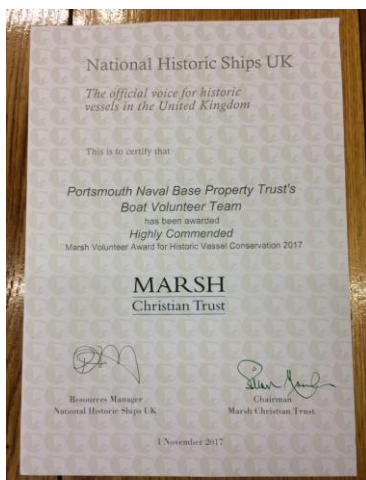 National Historic Ships UK
The official voice for historic
vessels in the United Kingdom
This is to certify that
Portsmouth Naval Base Property Trust's
Boat Volunteer Team
has been awarded
Highly Commended
Marsh Volunteer Award for Historic Vessel Conservation 2017
MARSH
Christian Trust
Resources Manager
National Historic Ships UK
Chairman
Marsh Christian Trust
1 November 2017